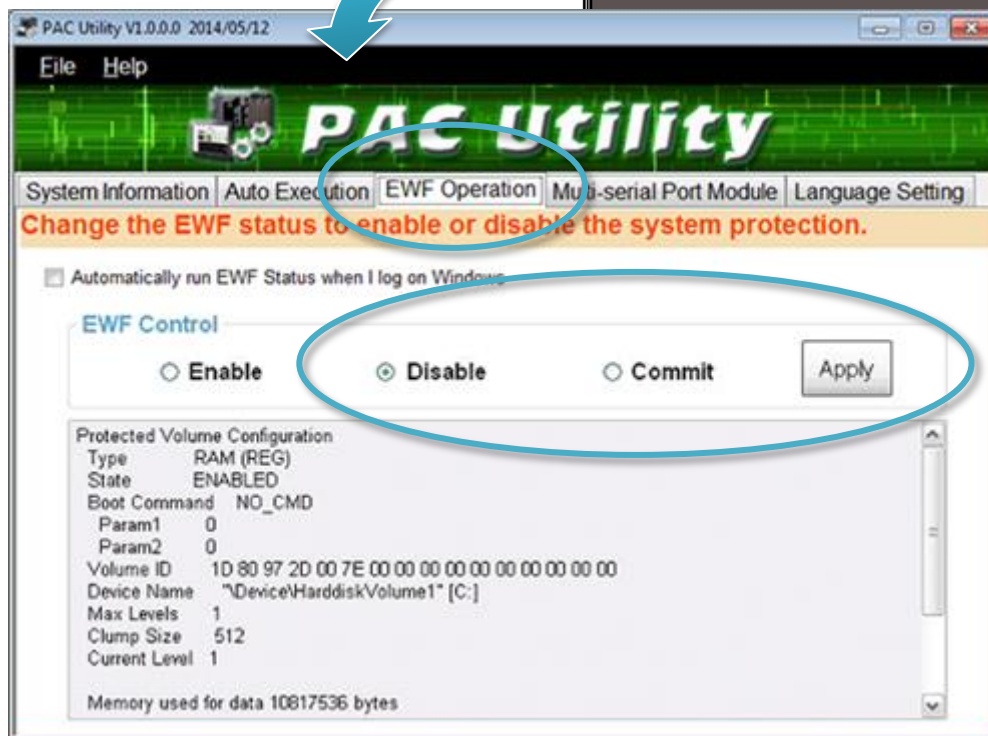 PAC Utility V1.0.0.0 2014/05/12
File Help
PAC Utility
System Information Auto Execution EWF Operation Multi-serial Port Module Language Setting
Change the EWF status to enable or disable the system protection.
Automatically run EWF Status when I log on Windows
EWF Control
Enable Disable Commit Apply
Protected Volume Configuration
Type RAM (REG)
State ENABLED
Boot Command NO_CMD
Param1 0
Param2 0
Volume ID 1D 80 97 2D 00 7E 00 00 00 00 00 00 00 00 00 00
Device Name "\Device\HarddiskVolume1" [C:]
Max Levels 1
Clump Size 512
Current Level 1
Memory used for data 10817536 bytes